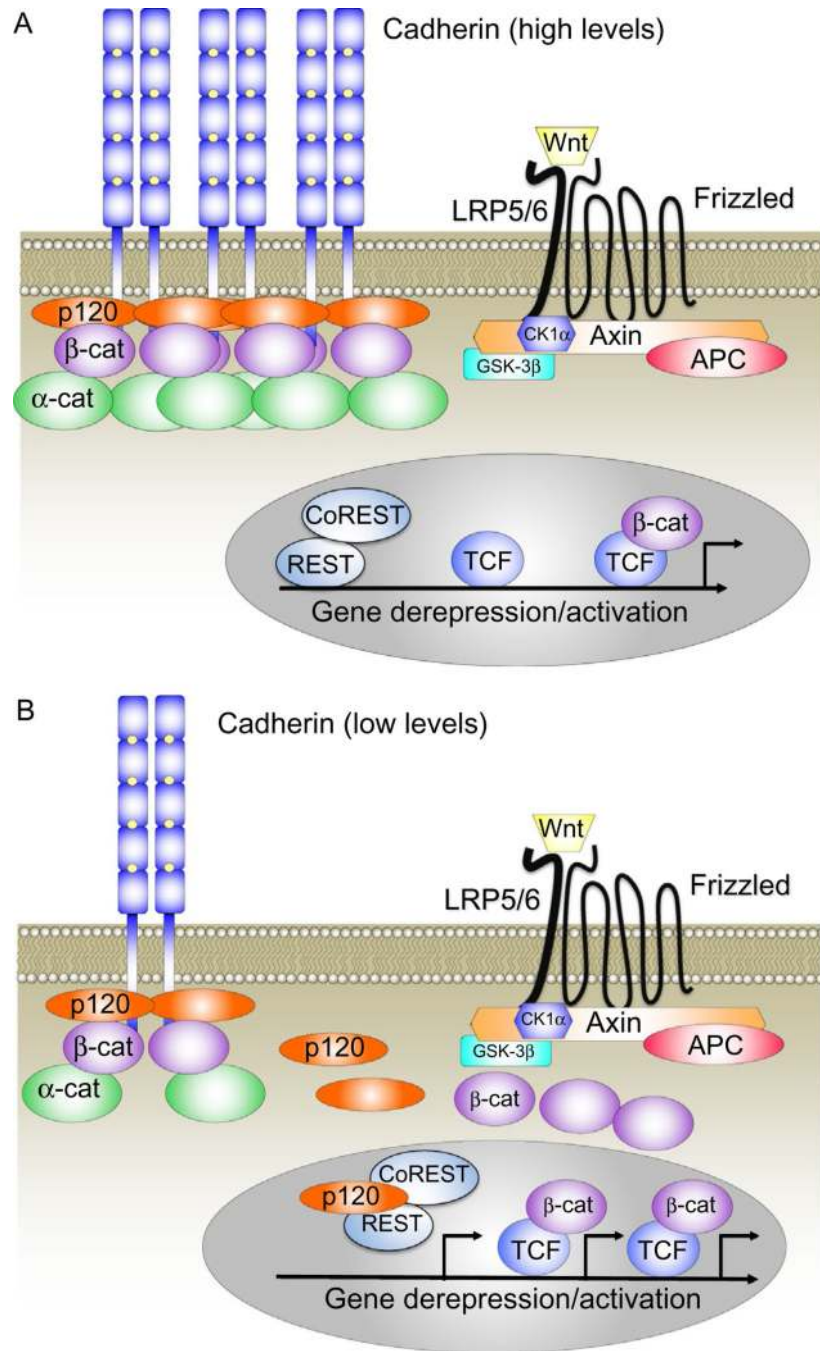 A
Cadherin (high levels)
Wnt
LRP5/6
Frizzled
p120
β-cat
α-cat
CK1α
Axin
GSK-3β
APC
CoREST
REST
TCF
β-cat
TCF
Gene derepression/activation
B
Cadherin (low levels)
Wnt
LRP5/6
Frizzled
p120
β-cat
α-cat
p120
CK1α
Axin
GSK-3β
APC
β-cat
CoREST
p120
REST
β-cat
TCF
β-cat
TCF
Gene derepression/activation